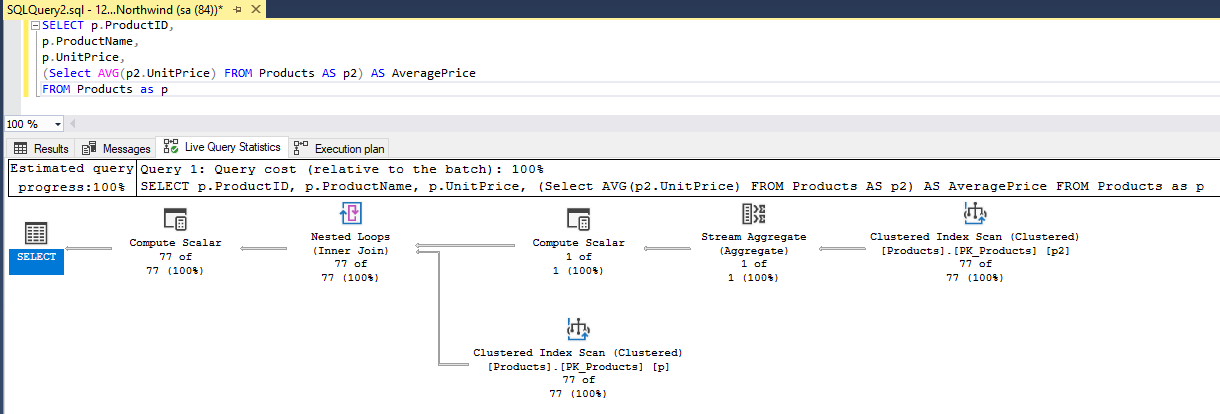 SQLQuery2.sql - 12...Northwind (sa (84))*
SELECT p.ProductID,
p.ProductName,
p.UnitPrice,
(Select AVG(p2.UnitPrice) FROM Products AS p2) AS AveragePrice
FROM Products as p
100 %
Results Messages Live Query Statistics Execution plan
Estimated query progress:100%
Query 1: Query cost (relative to the batch): 100%
SELECT p.ProductID, p.ProductName, p.UnitPrice, (Select AVG(p2.UnitPrice) FROM Products AS p2) AS AveragePrice FROM Products as p
SELECT
Compute Scalar
77 of
77 (100%)
Nested Loops
(Inner Join)
77 of
77 (100%)
Compute Scalar
1 of
1 (100%)
Stream Aggregate
(Aggregate)
1 of
1 (100%)
Clustered Index Scan (Clustered)
[Products].[PK_Products] [p2]
77 of
77 (100%)
Clustered Index Scan (Clustered)
[Products].[PK_Products] [p]
77 of
77 (100%)